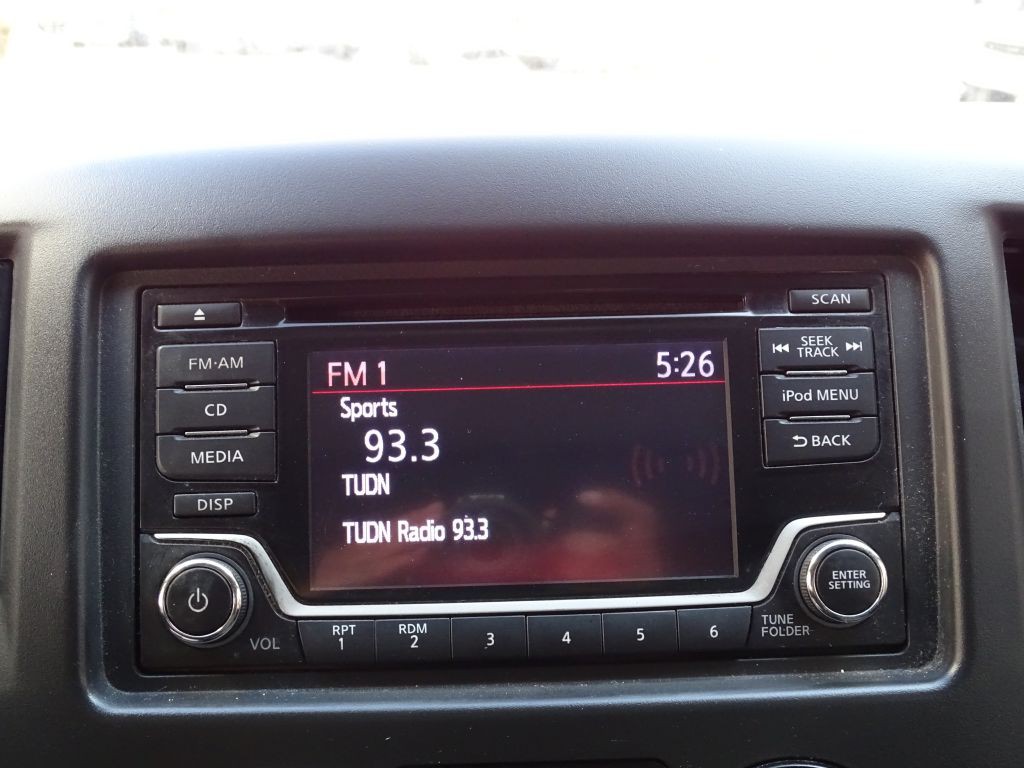 SCAN
FM·AM
CD
MEDIA
DISP
FM 1 5:26
Sports
93.3
TUDN
TUDN Radio 93.3
SEEK
TRACK
iPod MENU
BACK
VOL
RPT
1
RDM
2
3
4
5
6
TUNE
FOLDER
ENTER
SETTING